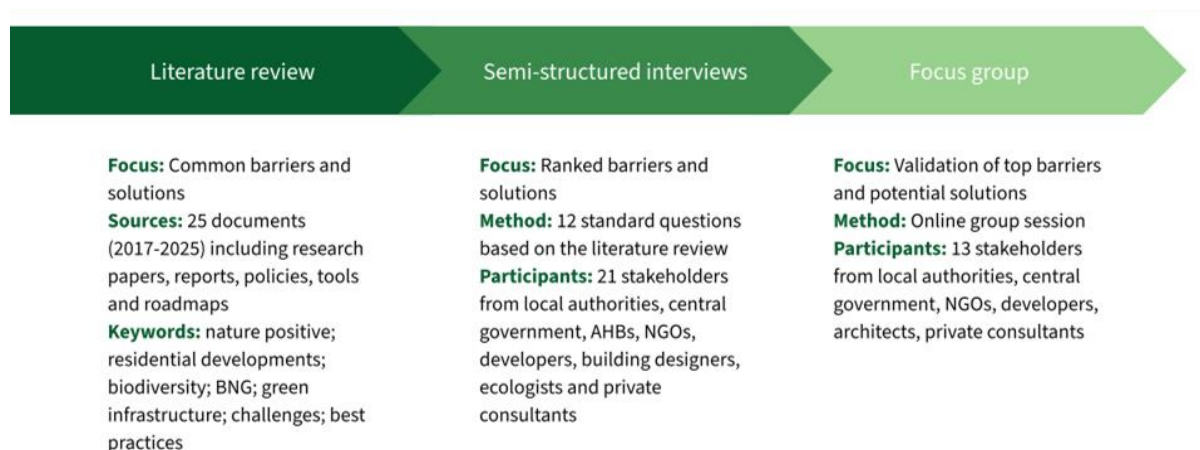 Literature review
Semi-structured interviews
Focus group
Focus: Common barriers and
solutions
Sources: 25 documents
(2017-2025) including research
papers, reports, policies, tools
and roadmaps
Keywords: nature positive;
residential developments;
biodiversity; BNG; green
infrastructure; challenges; best
practices
Focus: Ranked barriers and
solutions
Method: 12 standard questions
based on the literature review
Participants: 21 stakeholders
from local authorities, central
government, AHBs, NGOs,
developers, building designers,
ecologists and private
consultants
Focus: Validation of top barriers
and potential solutions
Method: Online group session
Participants: 13 stakeholders
from local authorities, central
government, NGOs, developers,
architects, private consultants